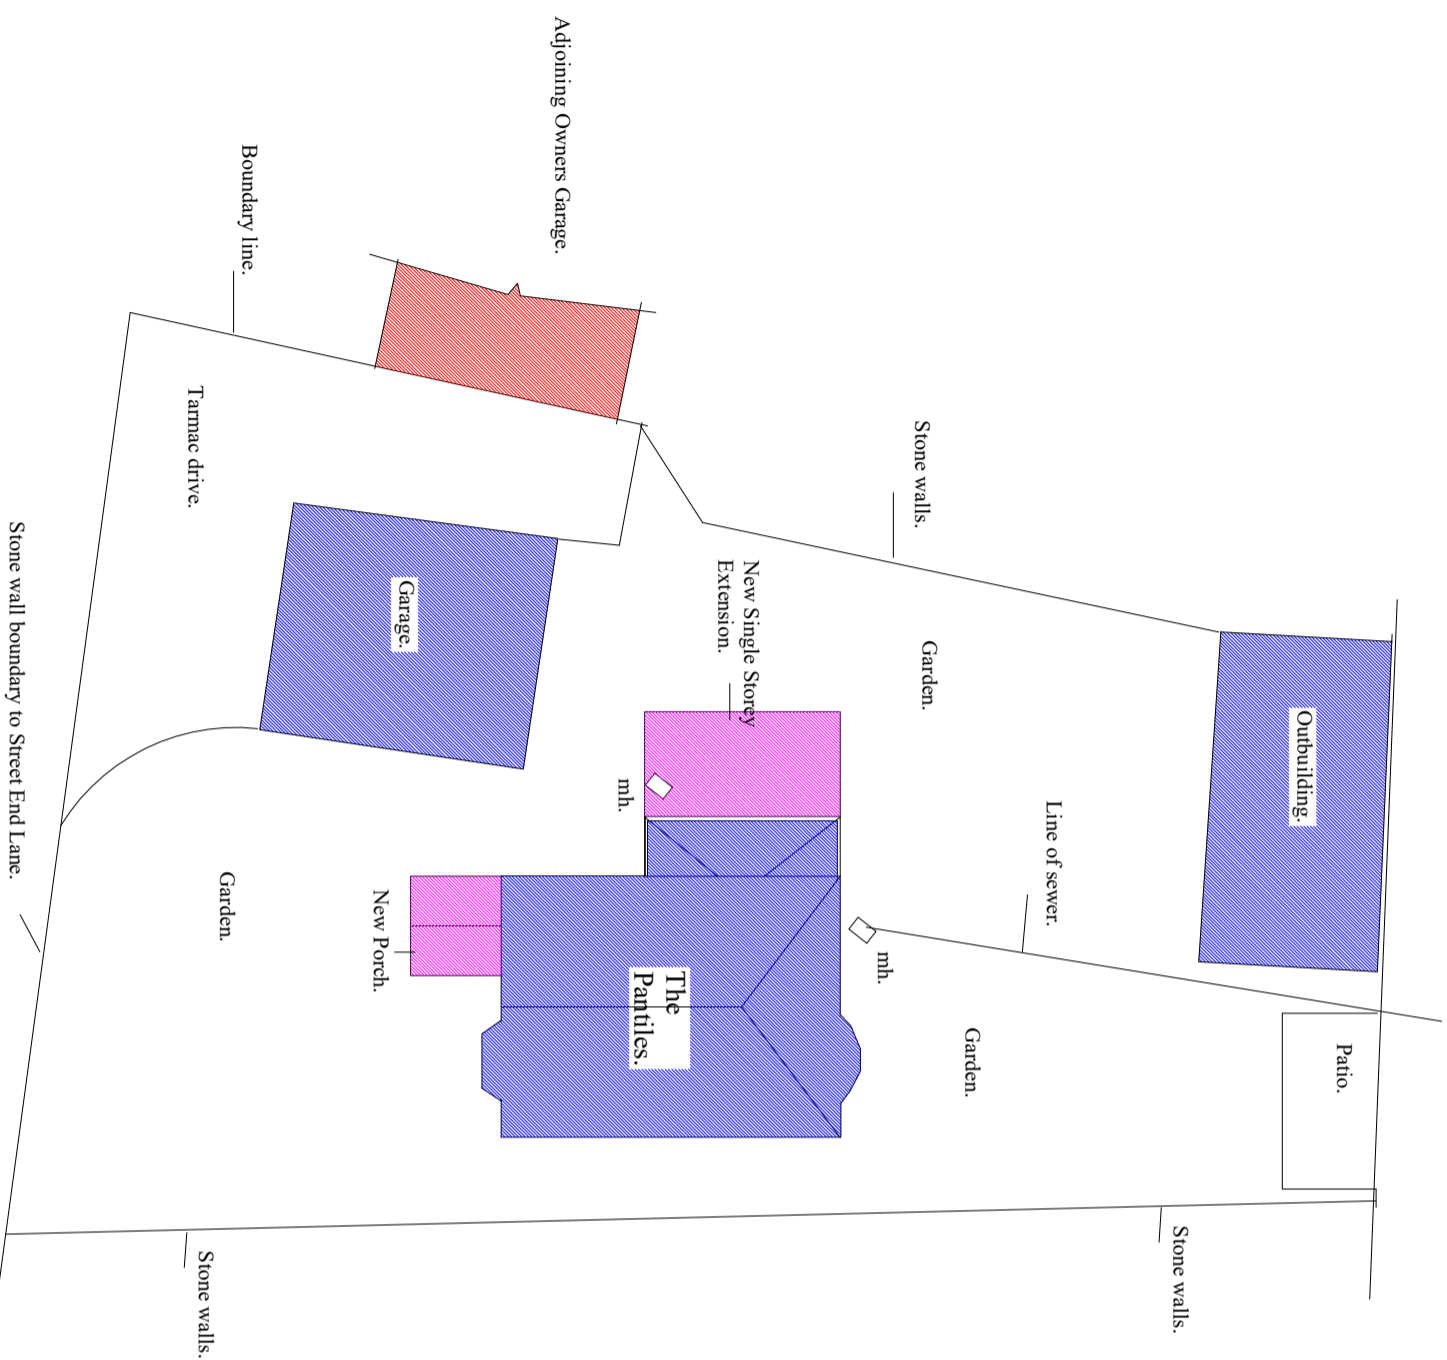 Adjoining Owners Garage.
Boundary line.
Tarmac drive.
Stone walls.
Stone wall boundary to Street End Lane.
Garage.
New Single Storey
Extension.
Garden.
Outbuilding.
mh.
Line of sewer.
Garden.
New Porch.
mh.
The
Pantiles.
Garden.
Patio.
Stone walls.
Stone walls.